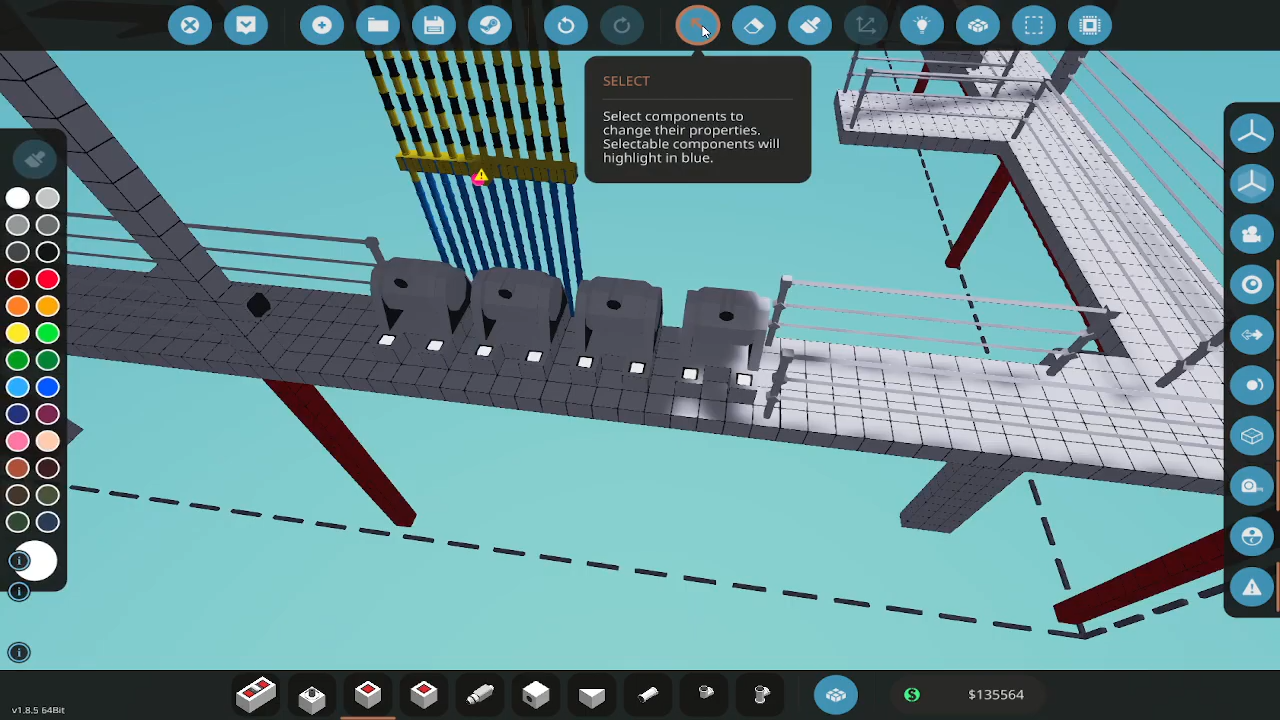 SELECT
Select components to
change their properties.
Selectable components will
highlight in blue.
$135564
v1.8.5 64Bit